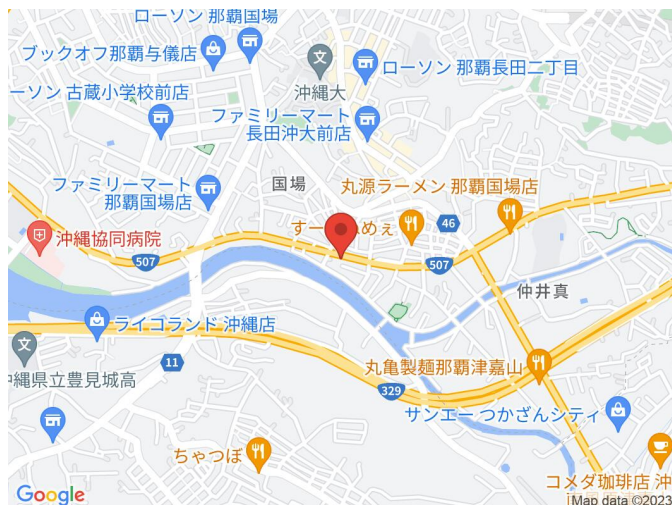 ローソン 那覇国場
ブックオフ那覇与儀店
文
沖縄大
ローソン 那覇長田二丁目
ーソン 古蔵小学校前店
ファミリーマート
長田沖大前店
ファミリーマート
那覇国場店
国場
丸源ラーメン 那覇国場店
46
沖縄協同病院
507
507
仲井真
ライコランド 沖縄店
文
縄県立豊見城高
11
329
丸亀製麺那覇津嘉山
サンエー つかざんシティ
ちゃつぼ
コメダ珈琲店 沖
Google
Map data ©2023